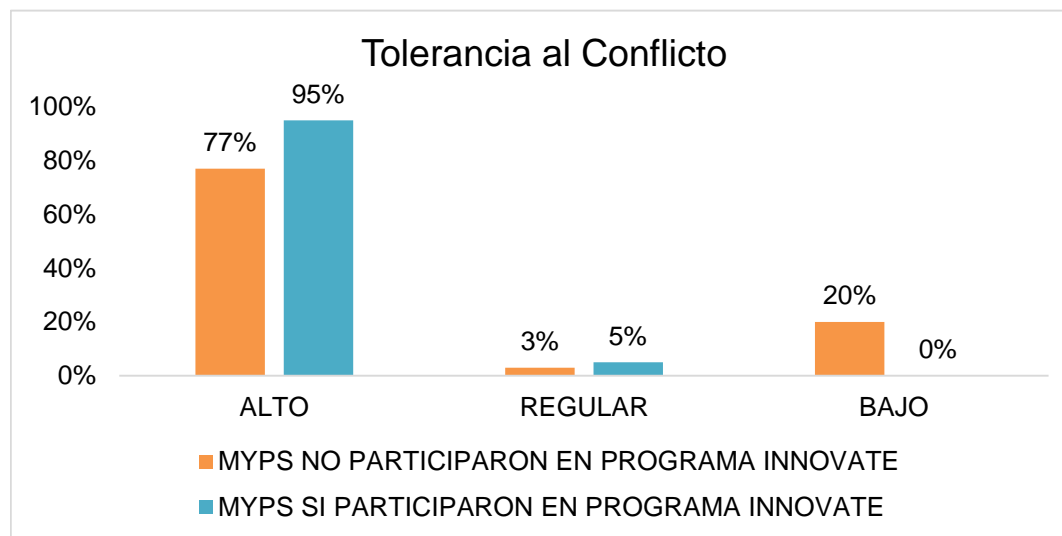 Tolerancia al Conflicto
100%
80%
60%
40%
20%
0%
77%
95%
3%
5%
20%
0%
ALTO
REGULAR
BAJO
MYPS NO PARTICIPARON EN PROGRAMA INNOVATE
MYPS SI PARTICIPARON EN PROGRAMA INNOVATE